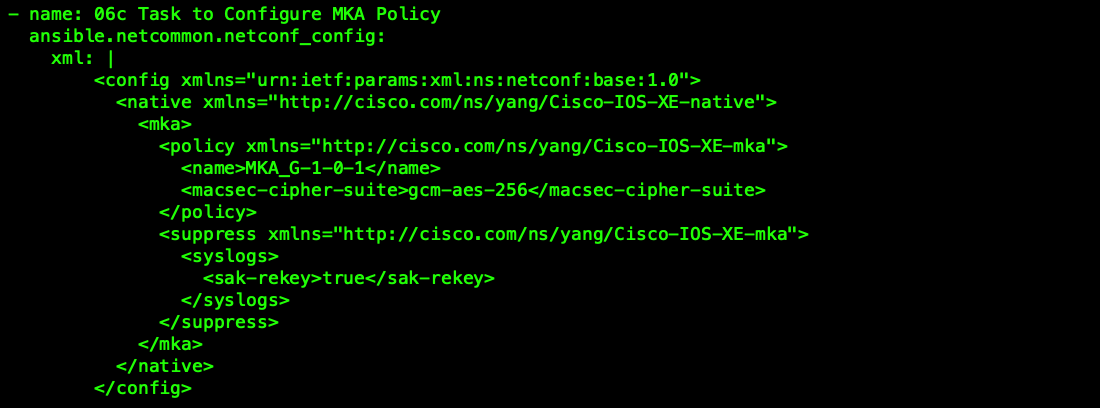 - name: 06c Task to Configure MKA Policy
  ansible.netcommon.netconf_config:
    xml: |
        <config xmlns="urn:ietf:params:xml:ns:netconf:base:1.0">
          <native xmlns="http://cisco.com/ns/yang/Cisco-IOS-XE-native">
            <mka>
              <policy xmlns="http://cisco.com/ns/yang/Cisco-IOS-XE-mka">
                <name>MKA_G-1-0-1</name>
                <macsec-cipher-suite>gcm-aes-256</macsec-cipher-suite>
              </policy>
              <suppress xmlns="http://cisco.com/ns/yang/Cisco-IOS-XE-mka">
                <syslogs>
                  <sak-rekey>true</sak-rekey>
                </syslogs>
              </suppress>
            </mka>
          </native>
        </config>